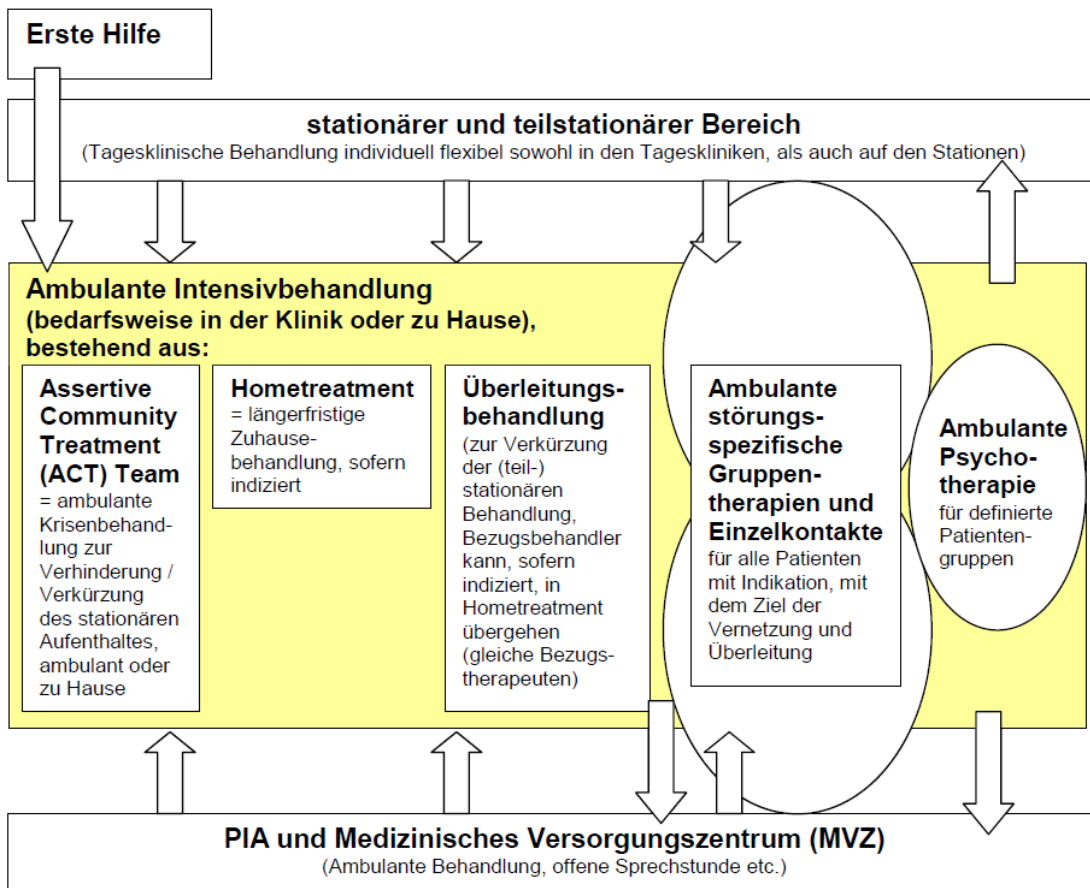 Erste Hilfe
stationärer und teilstationärer Bereich
(Tagesklinische Behandlung individuell flexibel sowohl in den Tageskliniken, als auch auf den Stationen)
Ambulante Intensivbehandlung
(bedarfsweise in der Klinik oder zu Hause),
bestehend aus:
Assertive
Community
Treatment
(ACT) Team
= ambulante
Krisenbehand-
lung zur
Verhinderung /
Verkürzung
des stationären
Aufenthaltes,
ambulant oder
zu Hause
Hometreatment
= längerfristige
Zuhause-
behandlung, sofern
indiziert
Überleitungs-
behandlung
(zur Verkürzung
der (teil-)
stationären
Behandlung,
Bezugsbehandler
kann, sofern
indiziert, in
Hometreatment
übergehen
(gleiche Bezugs-
therapeuten)
Ambulante
störungs-
spezifische
Gruppen-
therapien und
Einzelkontakte
für alle Patienten
mit Indikation, mit
dem Ziel der
Vernetzung und
Überleitung
Ambulante
Psycho-
therapie
für definierte
Patienten-
gruppen
PIA und Medizinisches Versorgungszentrum (MVZ)
(Ambulante Behandlung, offene Sprechstunde etc.)